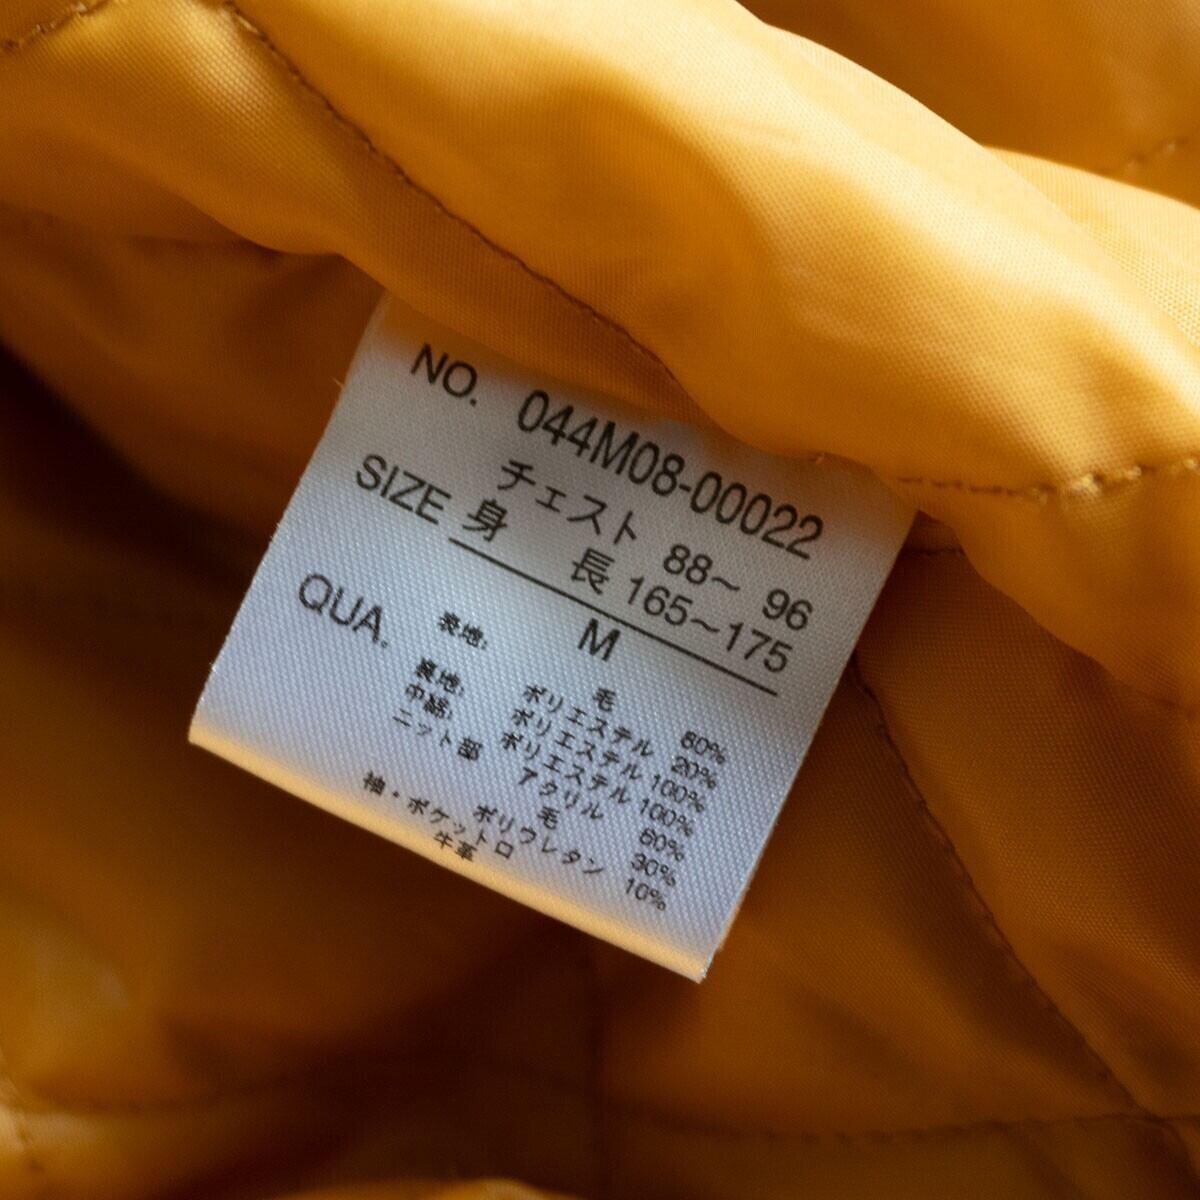 NO. 044M08-00022
チェスト 88~ 96
SIZE 身 長 165~175
M
QUA. 表地: 毛 80%
ポリエステル 20%
裏地: ポリエステル 100%
中綿: ポリエステル 100%
ニット部 アクリル 60%
毛 30%
ポリウレタン 10%
袖・ポケット口
牛革